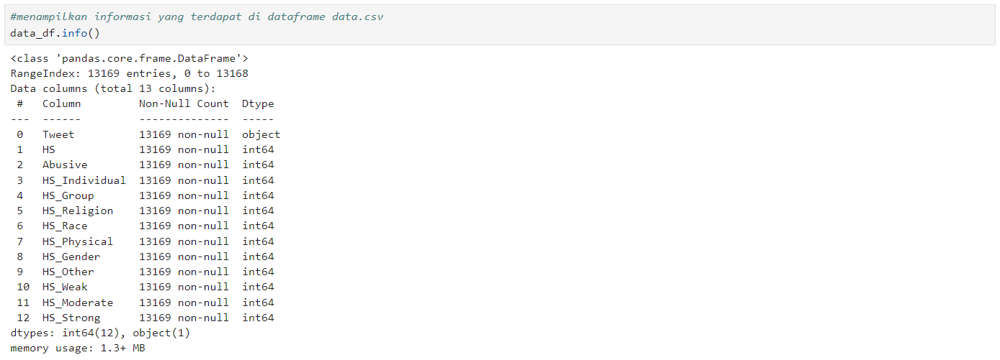 #menampilkan informasi yang terdapat di dataframe data.csv
data_df.info()
<class 'pandas.core.frame.DataFrame'>
RangeIndex: 13169 entries, 0 to 13168
Data columns (total 13 columns):
 #   Column         Non-Null Count  Dtype
---  ------         --------------  -----
 0   Tweet          13169 non-null  object
 1   HS             13169 non-null  int64
 2   Abusive        13169 non-null  int64
 3   HS_Individual  13169 non-null  int64
 4   HS_Group       13169 non-null  int64
 5   HS_Religion    13169 non-null  int64
 6   HS_Race        13169 non-null  int64
 7   HS_Physical    13169 non-null  int64
 8   HS_Gender      13169 non-null  int64
 9   HS_Other       13169 non-null  int64
 10  HS_Weak        13169 non-null  int64
 11  HS_Moderate    13169 non-null  int64
 12  HS_Strong      13169 non-null  int64
dtypes: int64(12), object(1)
memory usage: 1.3+ MB